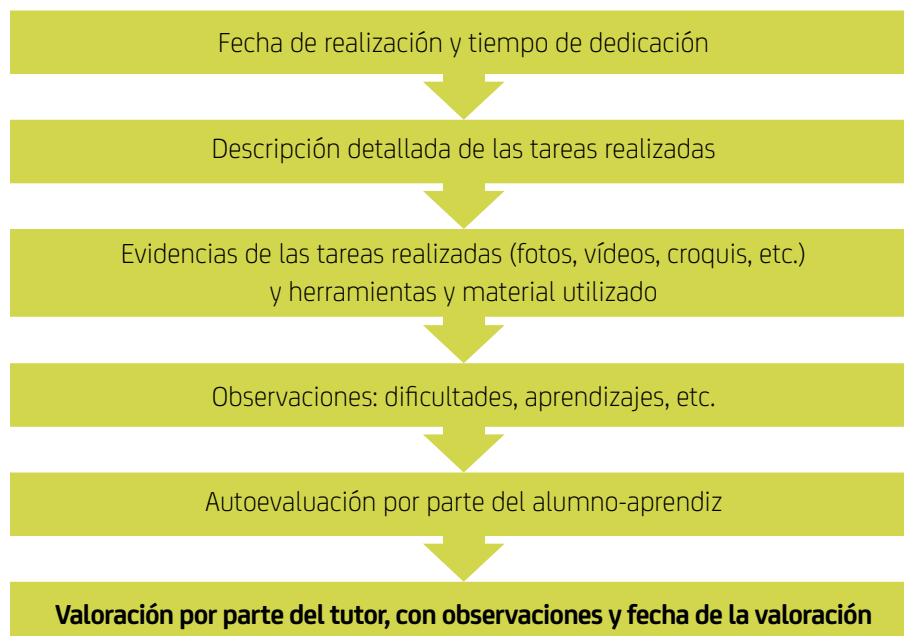 Fecha de realización y tiempo de dedicación
Descripción detallada de las tareas realizadas
Evidencias de las tareas realizadas (fotos, vídeos, croquis, etc.)
y herramientas y material utilizado
Observaciones: dificultades, aprendizajes, etc.
Autoevaluación por parte del alumno-aprendiz
Valoración por parte del tutor, con observaciones y fecha de la valoración